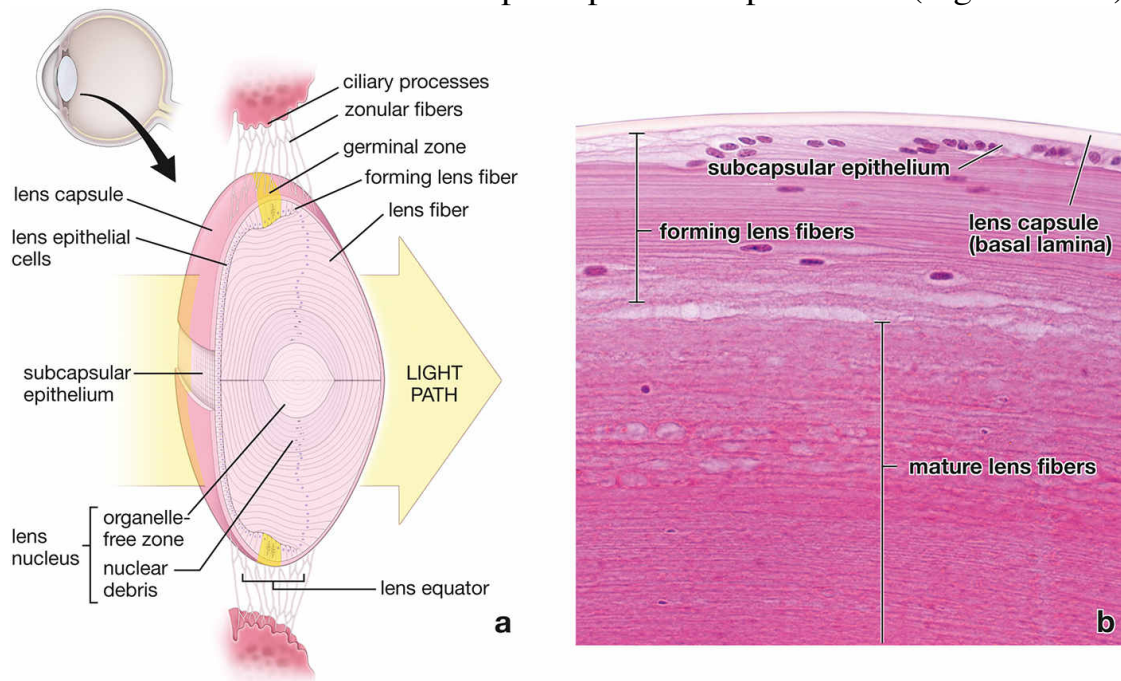 ciliary processes
zonular fibers
germinal zone
forming lens fiber
lens fiber
lens capsule
lens epithelial
cells
subcapsular
epithelium
LIGHT
PATH
lens
nucleus
organelle-
free zone
nuclear
debris
lens equator
a
subcapsular epithelium
lens capsule
(basal lamina)
forming lens fibers
mature lens fibers
b